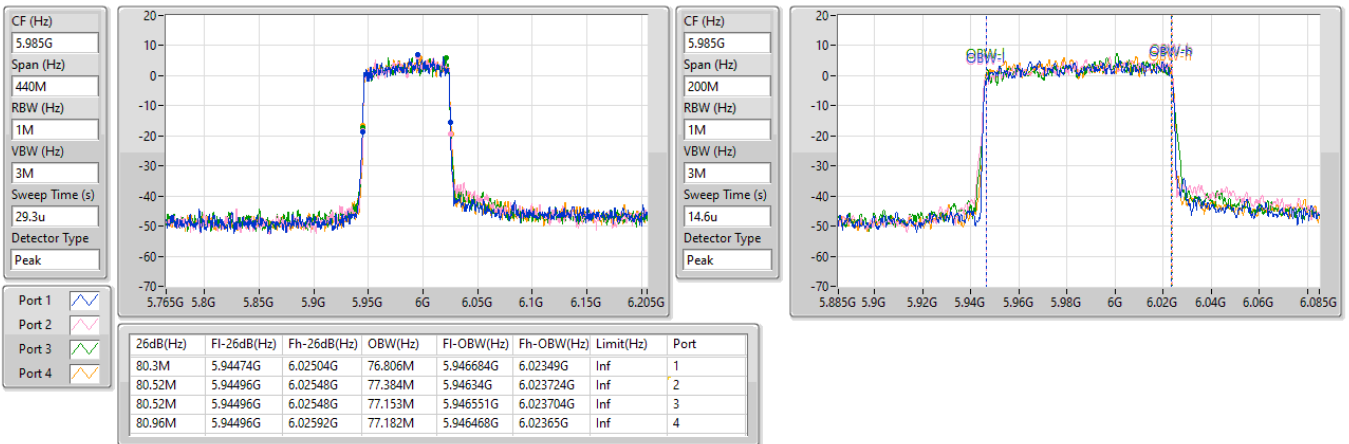 CF (Hz)
5.985G
Span (Hz)
440M
RBW (Hz)
1M
VBW (Hz)
3M
Sweep Time (s)
29.3u
Detector Type
Peak
20
10
0
-10
-20
-30
-40
-50
-60
-70
5.765G 5.8G 5.85G 5.9G 5.95G 6G 6.05G 6.1G 6.15G 6.205G
CF (Hz)
5.985G
Span (Hz)
200M
RBW (Hz)
1M
VBW (Hz)
3M
Sweep Time (s)
14.6u
Detector Type
Peak
20
10
0
-10
-20
-30
-40
-50
-60
-70
OBW-l OBW-h
5.885G 5.9G 5.92G 5.94G 5.96G 5.98G 6G 6.02G 6.04G 6.06G 6.085G
Port 1
Port 2
Port 3
Port 4
26dB(Hz) Fl-26dB(Hz) Fh-26dB(Hz) OBW(Hz) Fl-OBW(Hz) Fh-OBW(Hz) Limit(Hz) Port
80.3M 5.94474G 6.02504G 76.806M 5.946684G 6.02349G Inf 1
80.52M 5.94496G 6.02548G 77.384M 5.94634G 6.023724G Inf 2
80.52M 5.94496G 6.02548G 77.153M 5.946551G 6.023704G Inf 3
80.96M 5.94496G 6.02592G 77.182M 5.946468G 6.02365G Inf 4